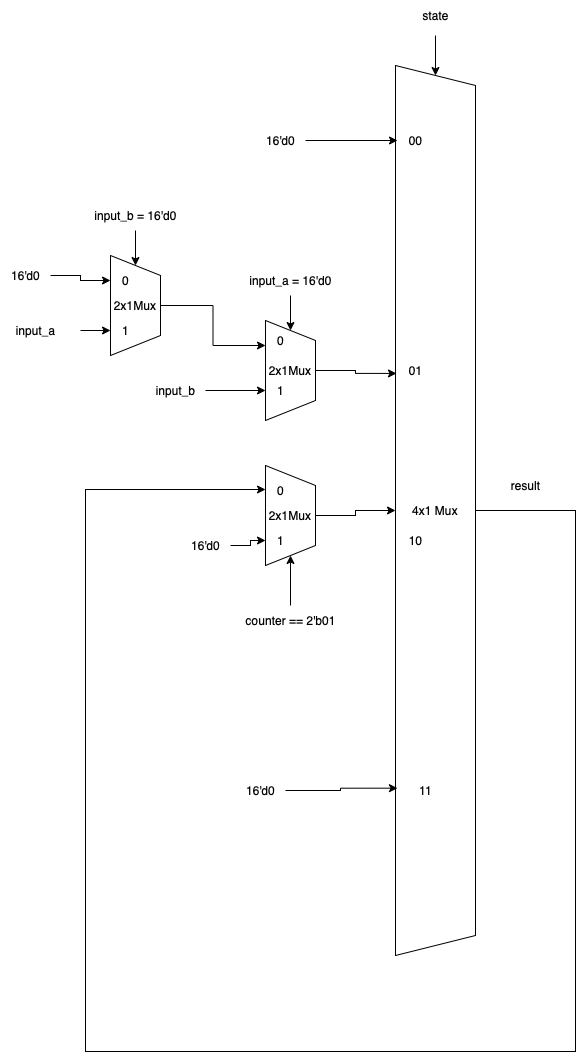 state
16'd0
00
input_b = 16'd0
16'd0
0
2x1Mux
input_a
1
input_a = 16'd0
0
2x1Mux
input_b
1
01
0
2x1Mux
16'd0
1
counter == 2'b01
4x1 Mux
10
result
16'd0
11